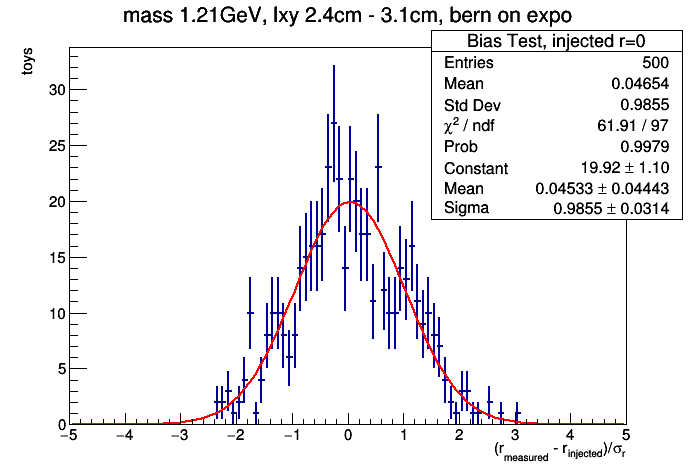 mass 1.21GeV, lxy 2.4cm - 3.1cm, bern on expo
toys
Bias Test, injected r=0
Entries 500
Mean 0.04654
Std Dev 0.9855
χ² / ndf 61.91 / 97
Prob 0.9979
Constant 19.92 ± 1.10
Mean 0.04533 ± 0.04443
Sigma 0.9855 ± 0.0314
30
25
20
15
10
5
0
−5 −4 −3 −2 −1 0 1 2 3 4 5
(r_measured - r_injected)/σ_r